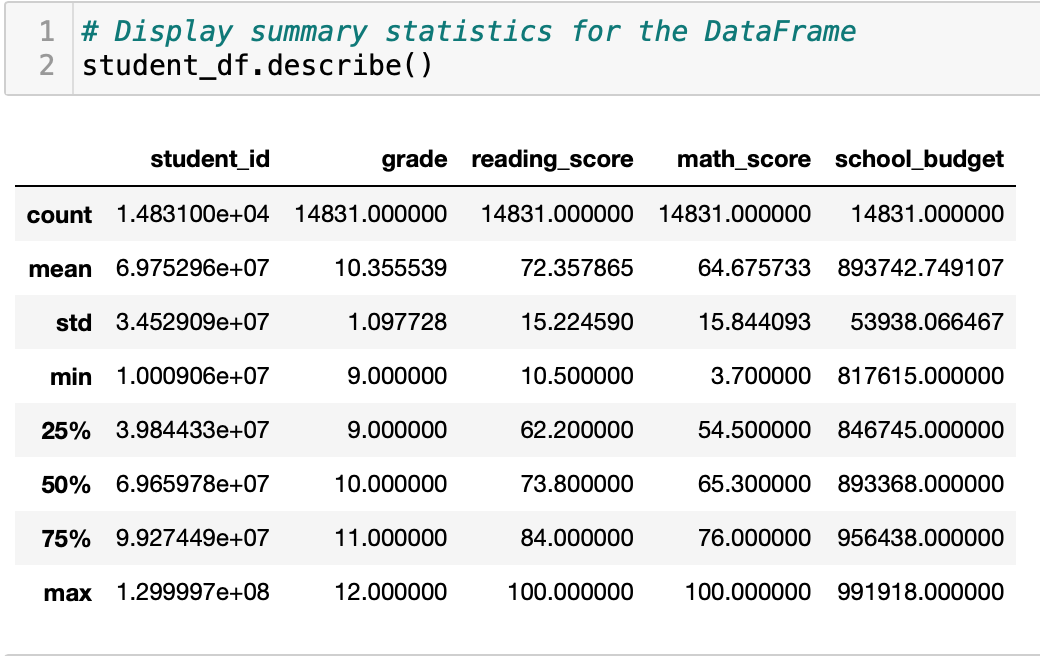 1 # Display summary statistics for the DataFrame
2 student_df.describe()
student_id grade reading_score math_score school_budget
count 1.483100e+04 14831.000000 14831.000000 14831.000000 14831.000000
mean 6.975296e+07 10.355539 72.357865 64.675733 893742.749107
std 3.452909e+07 1.097728 15.224590 15.844093 53938.066467
min 1.000906e+07 9.000000 10.500000 3.700000 817615.000000
25% 3.984433e+07 9.000000 62.200000 54.500000 846745.000000
50% 6.965978e+07 10.000000 73.800000 65.300000 893368.000000
75% 9.927449e+07 11.000000 84.000000 76.000000 956438.000000
max 1.299997e+08 12.000000 100.000000 100.000000 991918.000000